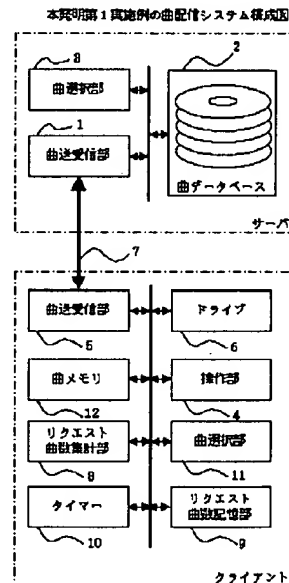 本発明第1実施例の曲配信システム構成図
3
曲選択部
1
曲送受信部
2
曲データベース
サーバ
7
曲送受信部
5
ドライブ
6
曲メモリ
12
操作部
4
リクエスト
曲数集計部
8
曲選択部
11
タイマー
10
リクエスト
曲数記憶部
9
クライアント